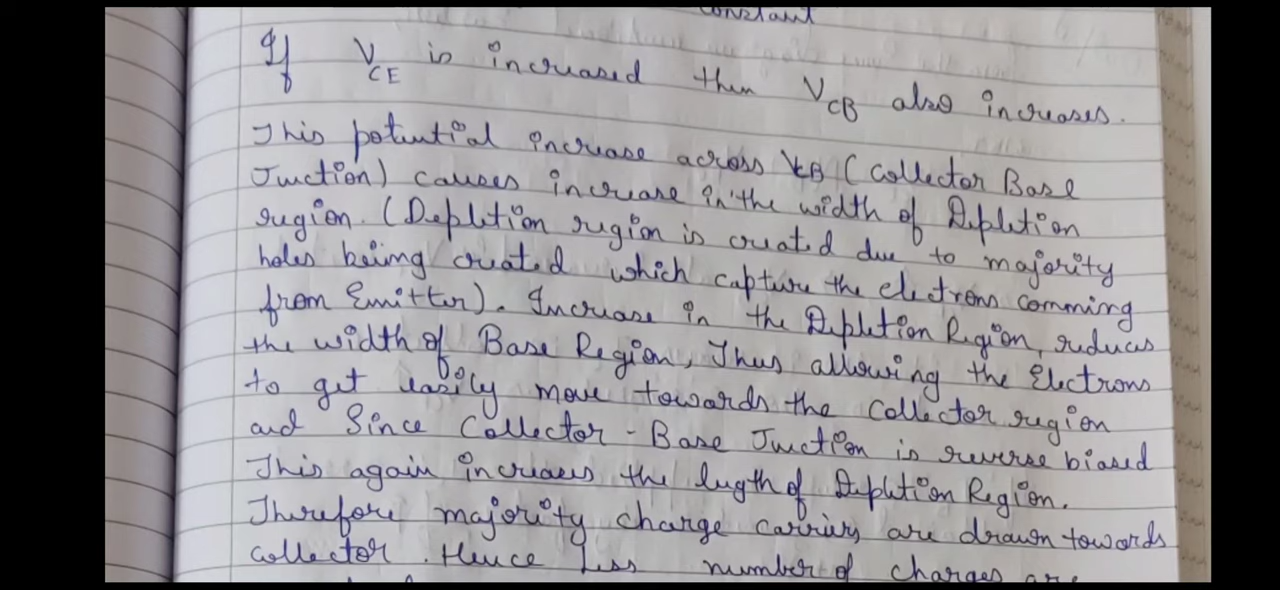 constant
If V_CE is increased then V_CB also increases.
This potential increase across V_CB (Collector Base
Junction) causes increase in the width of Depletion
region. (Depletion region is created due to majority
holes being created which capture the electrons comming
from Emitter). Increase in the Depletion Region, reduces
the width of Base Region, Thus allowing the Electrons
to get easily move towards the collector region
and Since Collector-Base Junction is reverse biased
This again increases the length of Depletion Region.
Therefore majority charge carriers are drawn towards
collector. Hence Less number of charges are